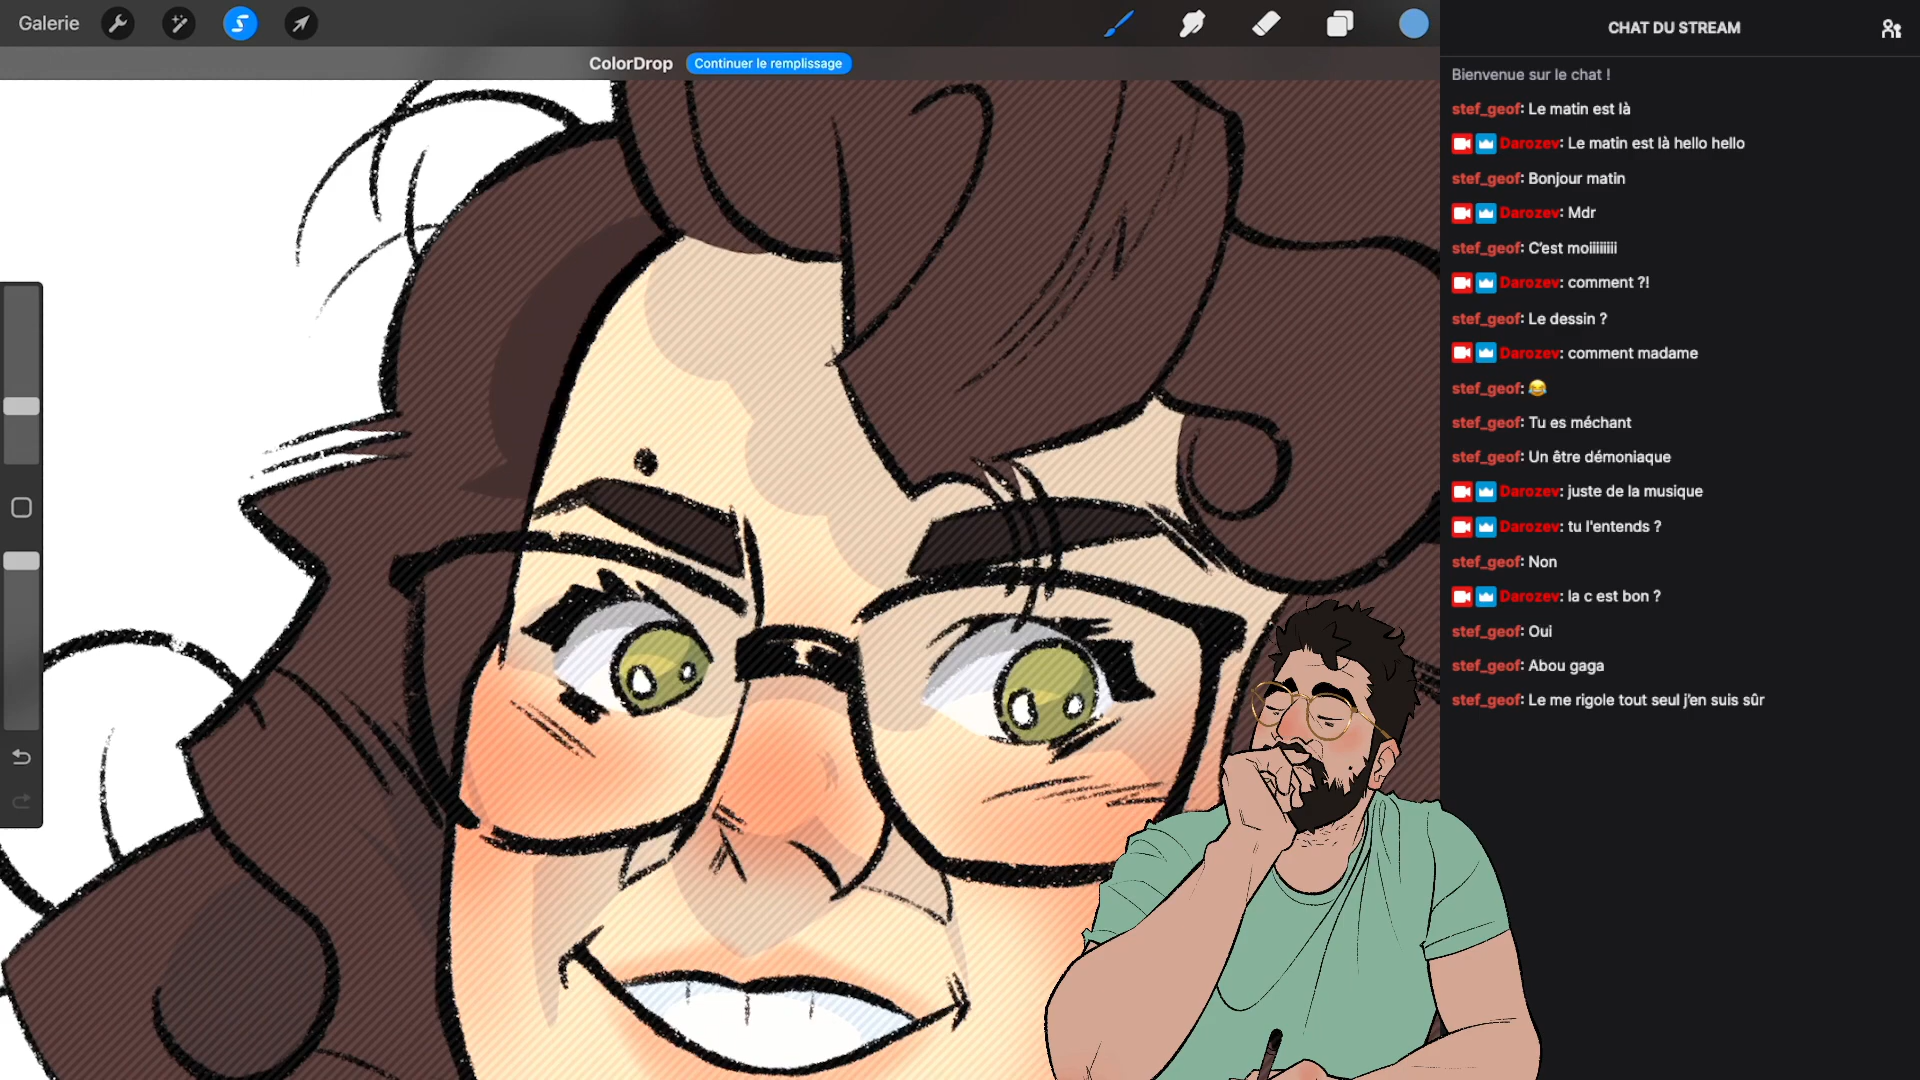 Galerie
ColorDrop
Continuer le remplissage
CHAT DU STREAM
Bienvenue sur le chat !
stef_geof: Le matin est là
Darozev: Le matin est là hello hello
stef_geof: Bonjour matin
Darozev: Mdr
stef_geof: C'est moiiiiiiiii
Darozev: comment ?!
stef_geof: Le dessin ?
Darozev: comment madame
stef_geof: 😂
stef_geof: Tu es méchant
stef_geof: Un être démoniaque
Darozev: juste de la musique
Darozev: tu l'entends ?
stef_geof: Non
Darozev: la c est bon ?
stef_geof: Oui
stef_geof: Abou gaga
stef_geof: Le me rigole tout seul j'en suis sûr